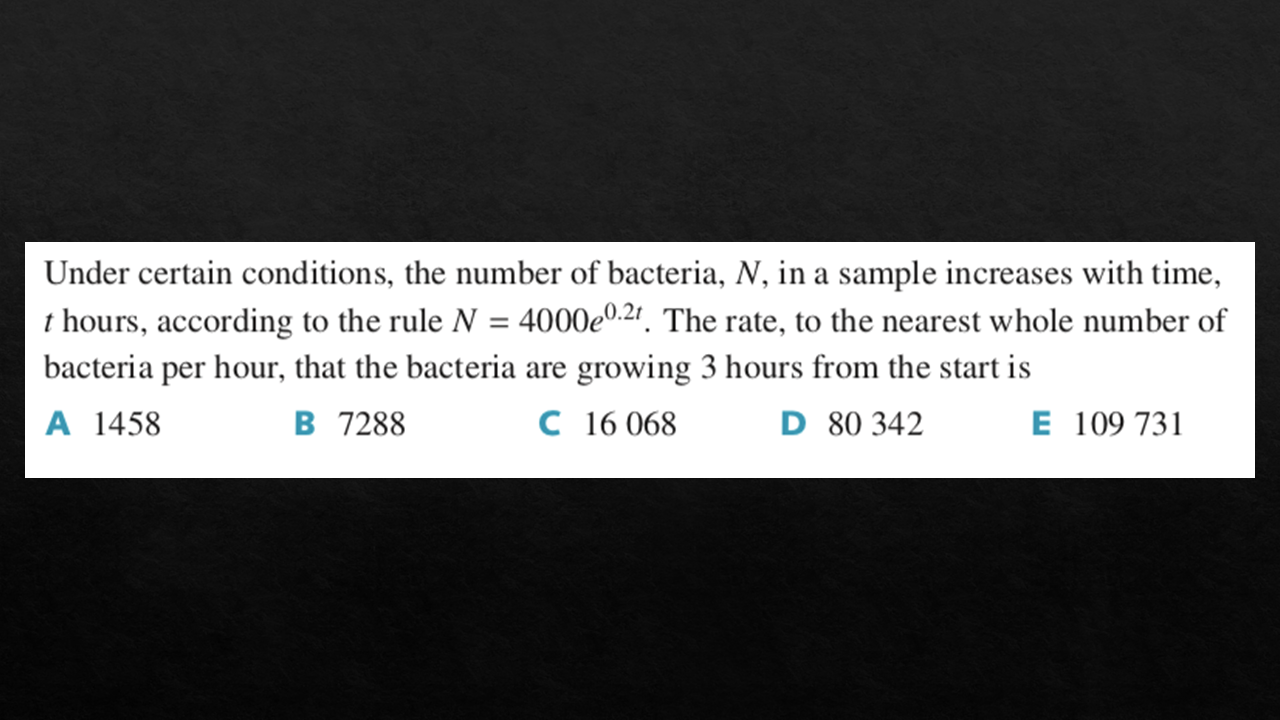 Under certain conditions, the number of bacteria, N, in a sample increases with time,
t hours, according to the rule N = 4000e^{0.2t}. The rate, to the nearest whole number of
bacteria per hour, that the bacteria are growing 3 hours from the start is
A 1458 B 7288 C 16 068 D 80 342 E 109 731